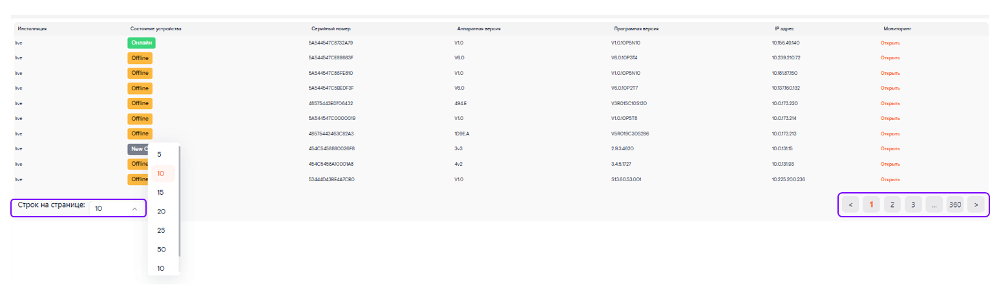 Инсталляция Состояние устройства Серийный номер Аппаратная версия Програмная версия IP адрес Мониторинг
live Онлайн 5A544547C8732A79 V1.0 V1.0.10P5N10 10.156.49.140 Открыть
live Offline 5A544547CE89883F V6.0 V6.0.10P3T4 10.239.210.72 Открыть
live Offline 5A544547C86FE810 V1.0 V1.0.10P5N10 10.181.87.150 Открыть
live Offline 5A544547C5BEDF3F V6.0 V6.0.10P2T7 10.137.160.132 Открыть
live Offline 48575443ED706432 494.E V3R015C10S120 10.0.173.220 Открыть
live Offline 5A544547C0000019 V1.0 V1.0.10P5T8 10.0.173.214 Открыть
live Offline 48575443463C82A3 1D9E.A V5R019C30S286 10.0.173.213 Открыть
live New 454C5458880026F8 3v3 2.9.3.4620 10.0.131.15 Открыть
live Offline 454C5458A10001A8 4v2 3.4.5.1727 10.0.131.93 Открыть
live Offline 53444D43BE4A7CB0 V1.0 S13.60.53.001 10.225.200.236 Открыть
Строк на странице: 10
5
10
15
20
25
50
10
< 1 2 3 ... 360 >